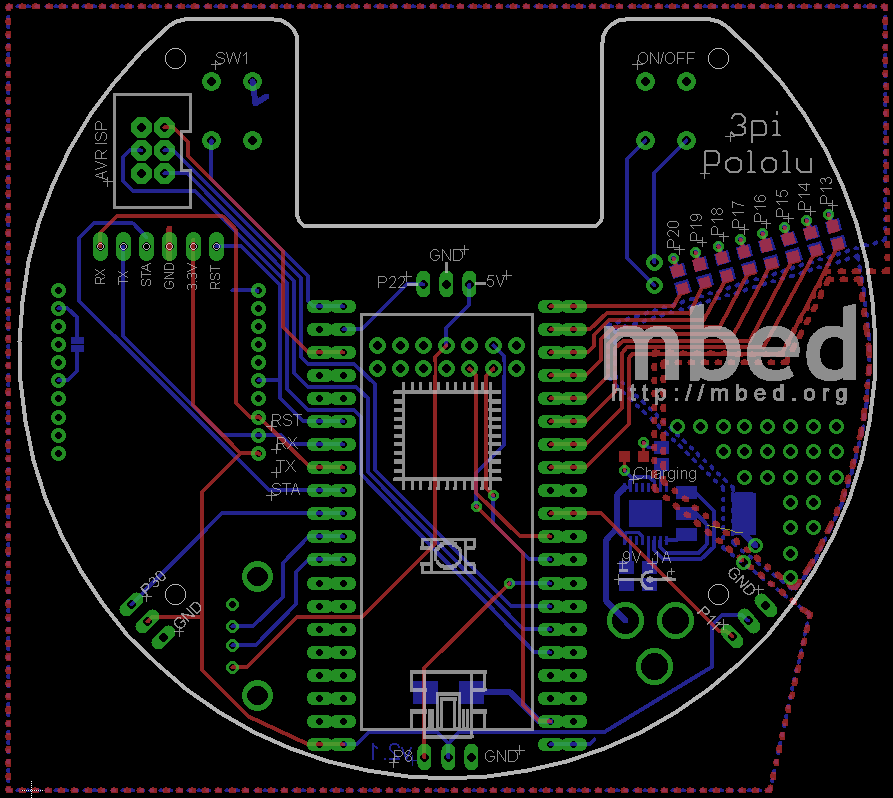 SW1
ON/OFF
3pi
Pololu
AVR ISP
P20
P19
P18
P17
P16
P15
P14
P13
RX
TX
STA
GND
3.3V
RST
GND
P22
5V
mbed
http://mbed.org
RST
RX
TX
STA
Charging
9V
1A
P30
GND
GND
P8
GND